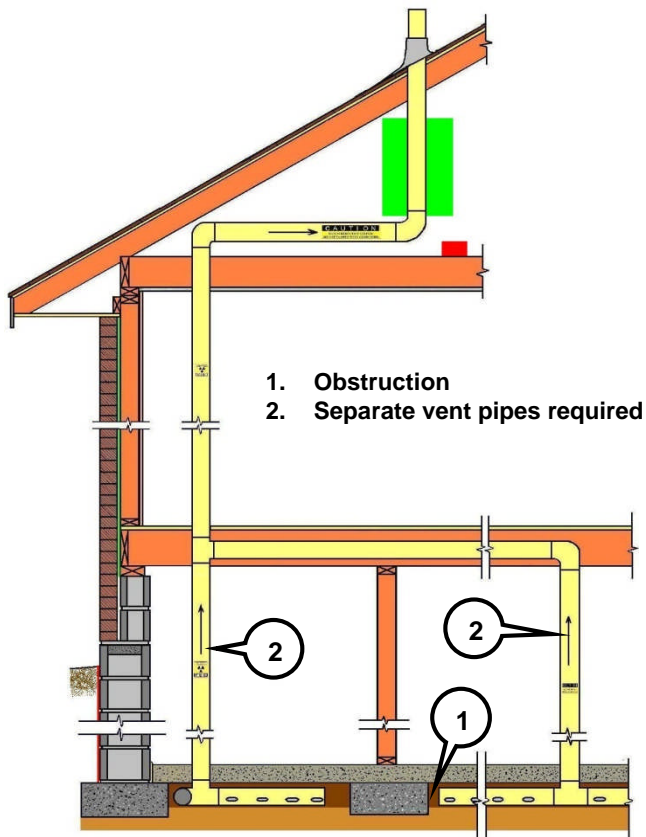 CAUTION
1. Obstruction
2. Separate vent pipes required
2
2
1